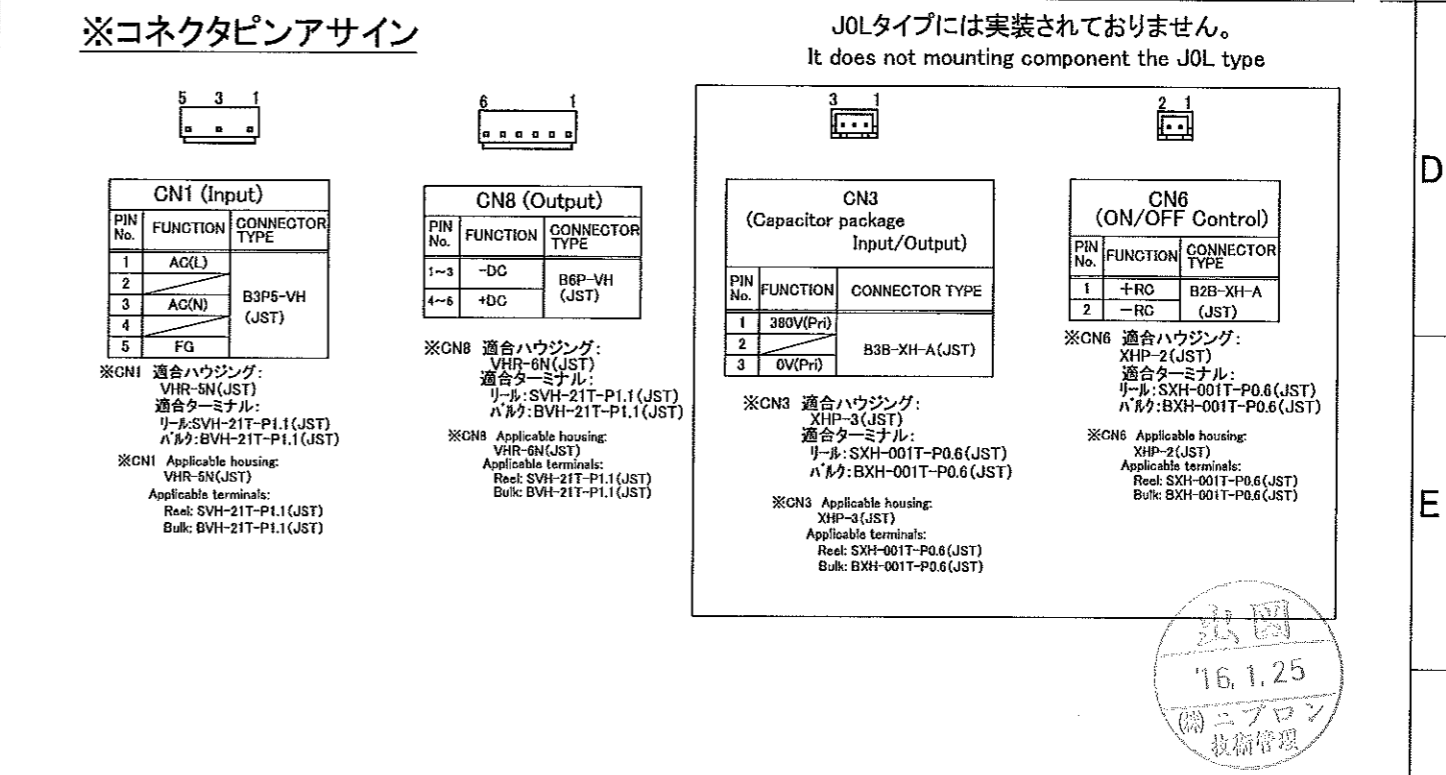 ※コネクタピンアサイン
J0Lタイプには実装されておりません。
It does not mounting component the J0L type
5 3 1
6 1
3 1
2 1
CN1 (Input)
PIN No. FUNCTION CONNECTOR TYPE
1 AC(L)
2
3 AC(N)
4
5 FG
B3P5-VH
(JST)
※CN1 適合ハウジング:
VHR-5N(JST)
適合ターミナル:
リール:SVH-21T-P1.1(JST)
バルク:BVH-21T-P1.1(JST)
※CN1 Applicable housing:
VHR-5N(JST)
Applicable terminals:
Reel: SVH-21T-P1.1(JST)
Bulk: BVH-21T-P1.1(JST)
CN8 (Output)
PIN No. FUNCTION CONNECTOR TYPE
1~3 -DC
4~6 +DC
B6P-VH
(JST)
※CN8 適合ハウジング:
VHR-6N(JST)
適合ターミナル:
リール:SVH-21T-P1.1(JST)
バルク:BVH-21T-P1.1(JST)
※CN8 Applicable housing:
VHR-6N(JST)
Applicable terminals:
Reel: SVH-21T-P1.1(JST)
Bulk: BVH-21T-P1.1(JST)
CN3
(Capacitor package
Input/Output)
PIN No. FUNCTION CONNECTOR TYPE
1 380V(Pri)
2
3 0V(Pri)
B3B-XH-A(JST)
※CN3 適合ハウジング:
XHP-3(JST)
適合ターミナル:
リール:SXH-001T-P0.6(JST)
バルク:BXH-001T-P0.6(JST)
※CN3 Applicable housing:
XHP-3(JST)
Applicable terminals:
Reel: SXH-001T-P0.6(JST)
Bulk: BXH-001T-P0.6(JST)
CN6
(ON/OFF Control)
PIN No. FUNCTION CONNECTOR TYPE
1 +RC
2 -RC
B2B-XH-A
(JST)
※CN6 適合ハウジング:
XHP-2(JST)
適合ターミナル:
リール:SXH-001T-P0.6(JST)
バルク:BXH-001T-P0.6(JST)
※CN6 Applicable housing:
XHP-2(JST)
Applicable terminals:
Reel: SXH-001T-P0.6(JST)
Bulk: BXH-001T-P0.6(JST)
D
E
出図
'16.1.25
㈱ニプロン
技術管理